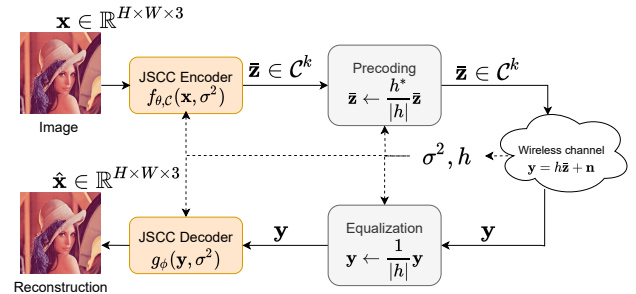 𝐱 ∈ ℝ^{H×W×3}
Image
JSCC Encoder
f_{θ,𝒞}(𝐱, σ²)
𝐳̄ ∈ 𝒞^k
Precoding
𝐳̄ ← h*/|h| 𝐳̄
𝐳̄ ∈ 𝒞^k
Wireless channel
𝐲 = h𝐳̄ + 𝐧
σ², h
𝐱̂ ∈ ℝ^{H×W×3}
Reconstruction
JSCC Decoder
g_ϕ(𝐲, σ²)
𝐲
Equalization
𝐲 ← 1/|h| 𝐲
𝐲